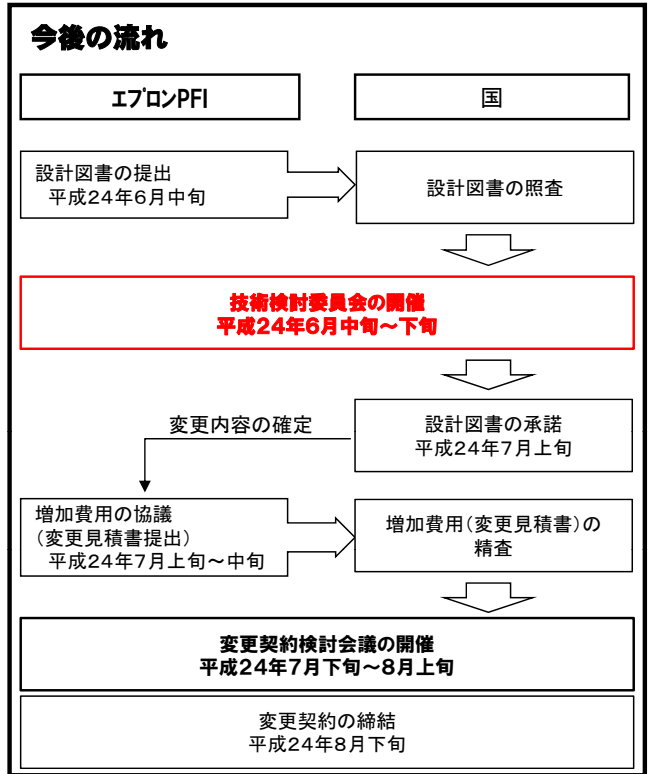 今後の流れ
エプロンPFI
国
設計図書の提出
平成24年6月中旬
設計図書の照査
技術検討委員会の開催
平成24年6月中旬～下旬
変更内容の確定
設計図書の承諾
平成24年7月上旬
増加費用の協議
(変更見積書提出)
平成24年7月上旬～中旬
増加費用(変更見積書)の
精査
変更契約検討会議の開催
平成24年7月下旬～8月上旬
変更契約の締結
平成24年8月下旬